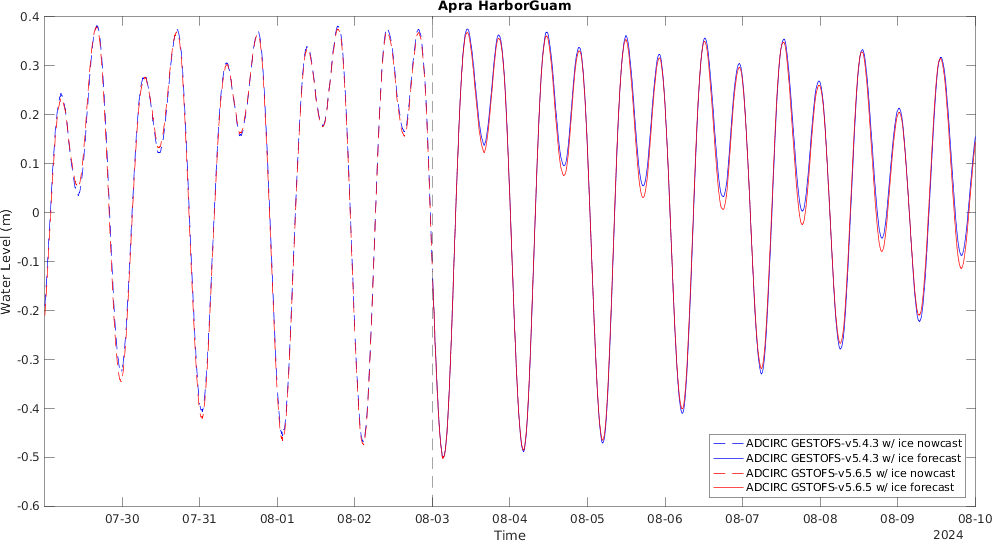 Apra HarborGuam
0.4
0.3
0.2
0.1
0
-0.1
-0.2
-0.3
-0.4
-0.5
-0.6
Water Level (m)
ADCIRC GESTOFS-v5.4.3 w/ ice nowcast
ADCIRC GESTOFS-v5.4.3 w/ ice forecast
ADCIRC GSTOFS-v5.6.5 w/ ice nowcast
ADCIRC GSTOFS-v5.6.5 w/ ice forecast
07-30 07-31 08-01 08-02 08-03 08-04 08-05 08-06 08-07 08-08 08-09 08-10
Time
2024